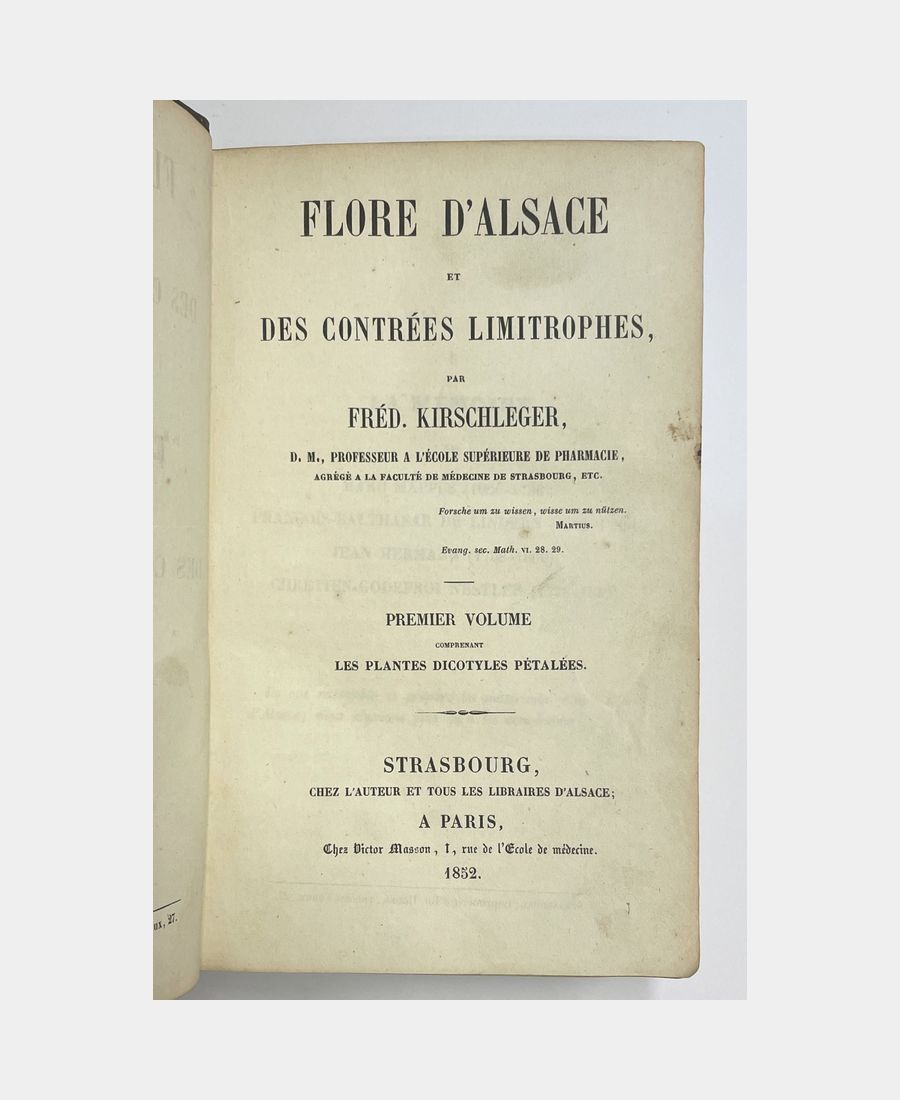 FLORE D'ALSACE
ET
DES CONTRÉES LIMITROPHES,
PAR
FRÉD. KIRSCHLEGER,
D. M., PROFESSEUR A L'ÉCOLE SUPÉRIEURE DE PHARMACIE,
AGRÉGÉ A LA FACULTÉ DE MÉDECINE DE STRASBOURG, ETC.
Forsche um zu wissen, wisse um zu nützen.
MARTIUS.
Evang. sec. Math. VI. 28. 29.
PREMIER VOLUME
COMPRENANT
LES PLANTES DICOTYLES PÉTALÉES.
STRASBOURG,
CHEZ L'AUTEUR ET TOUS LES LIBRAIRES D'ALSACE;
A PARIS,
Chez Victor Masson, 1, rue de l'Ecole de médecine.
1852.
27.